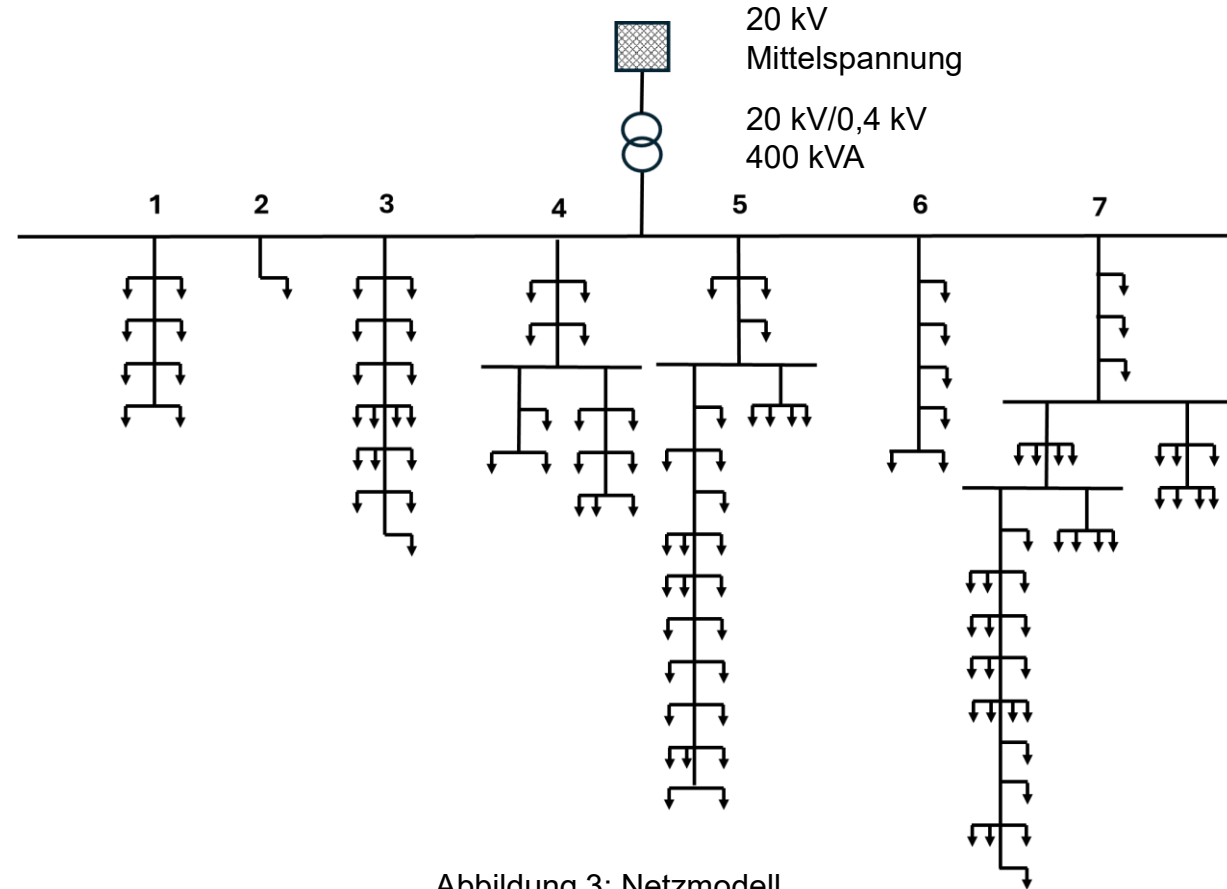 20 kV
Mittelspannung
20 kV/0,4 kV
400 kVA
1 2 3 4 5 6 7
Abbildung 3: Netzmodell